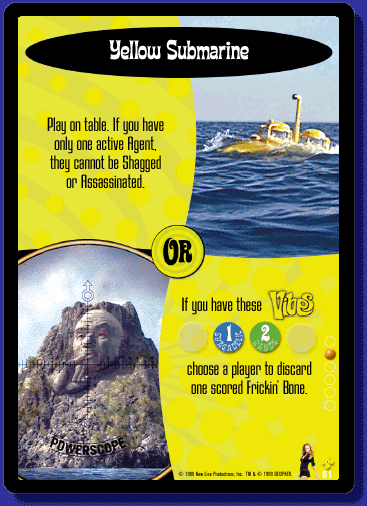 Yellow Submarine
Play on table. If you have
only one active Agent,
they cannot be Shagged
or Assassinated.
OR
If you have these Vibes
1
2
choose a player to discard
one scored Frickin' Bone.
POWERSCOPE
© 1999 New Line Productions, Inc. TM & © 1999 DECIPHER.
81